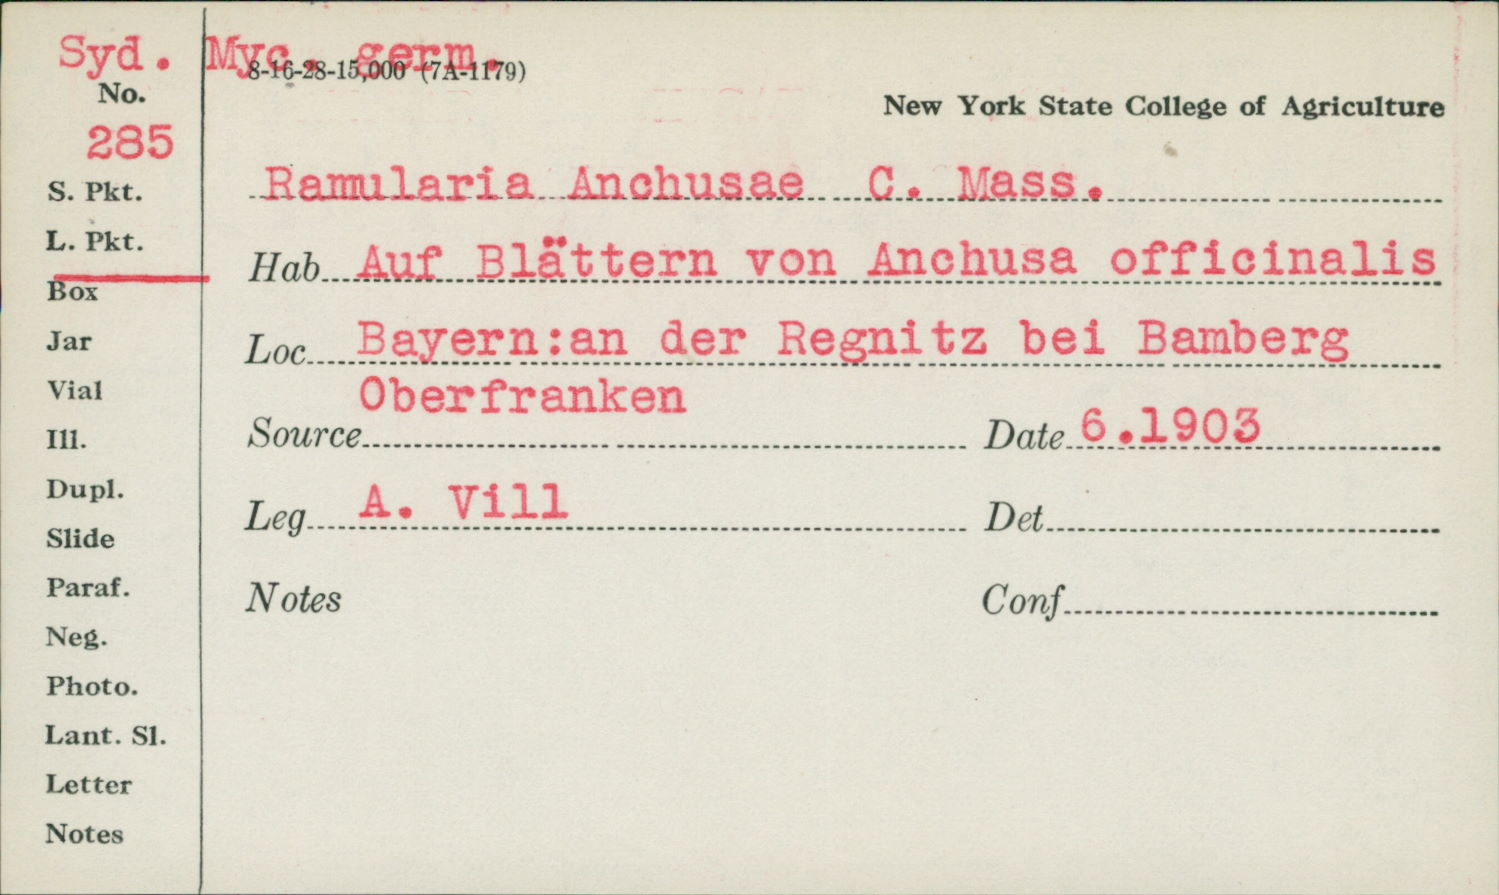 Syd. Myc. germ.
8-16-28-15,000 (7A-1179)
No.
285
New York State College of Agriculture
S. Pkt.
Ramularia Anchusae C. Mass.
L. Pkt.
Hab. Auf Blättern von Anchusa officinalis
Box
Jar
Loc. Bayern:an der Regnitz bei Bamberg
Vial
Oberfranken
Ill.
Source
Date 6.1903
Dupl.
Leg. A. Vill
Det.
Slide
Paraf.
Notes
Conf.
Neg.
Photo.
Lant. Sl.
Letter
Notes